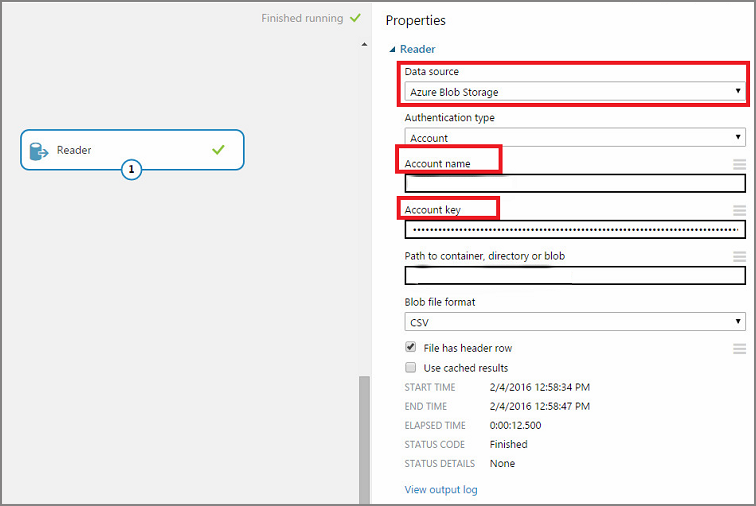 Finished running
Reader
1
Properties
Reader
Data source
Azure Blob Storage
Authentication type
Account
Account name
Account key
••••••••••••••••••••••••••••••••••••••••••••••••••••••••••••••••••••••••••••••••••••••
Path to container, directory or blob
Blob file format
CSV
File has header row
Use cached results
START TIME 2/4/2016 12:58:34 PM
END TIME 2/4/2016 12:58:47 PM
ELAPSED TIME 0:00:12.500
STATUS CODE Finished
STATUS DETAILS None
View output log